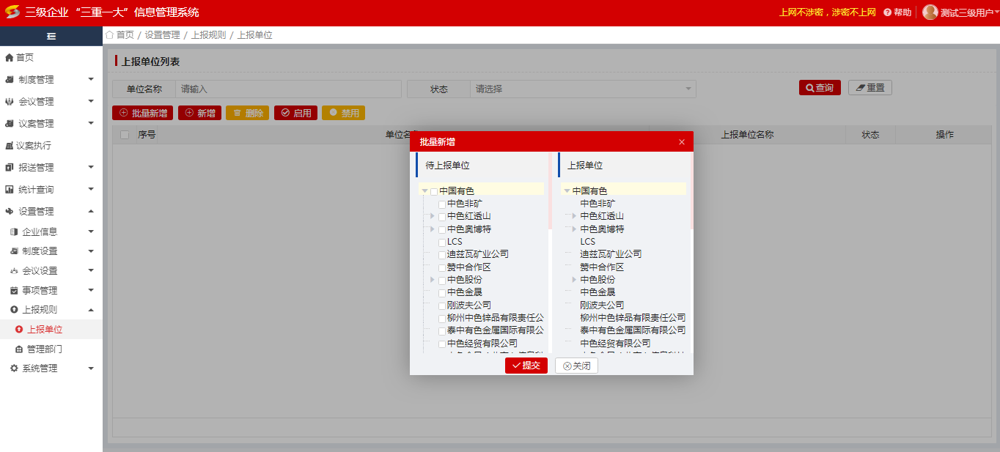 三级企业“三重一大”信息管理系统
上网不涉密，涉密不上网 帮助 测试三级用户
首页 / 设置管理 / 上报规则 / 上报单位
首页
制度管理
会议管理
议案管理
议案执行
报送管理
统计查询
设置管理
企业信息
制度设置
会议设置
事项管理
上报规则
上报单位
管理部门
系统管理
上报单位列表
单位名称 请输入 状态 请选择 查询 重置
批量新增 新增 删除 启用 禁用
序号 单位名 上报单位名称 状态 操作
批量新增 ×
待上报单位
中国有色
中色非矿
中色红透山
中色奥博特
LCS
迪兹瓦矿业公司
赞中合作区
中色股份
中色金晟
刚波夫公司
柳州中色锌品有限责任公
泰中有色金属国际有限公
中色经贸有限公司
上报单位
中国有色
中色非矿
中色红透山
中色奥博特
LCS
迪兹瓦矿业公司
赞中合作区
中色股份
中色金晟
刚波夫公司
柳州中色锌品有限责任公司
泰中有色金属国际有限公司
中色经贸有限公司
提交 关闭